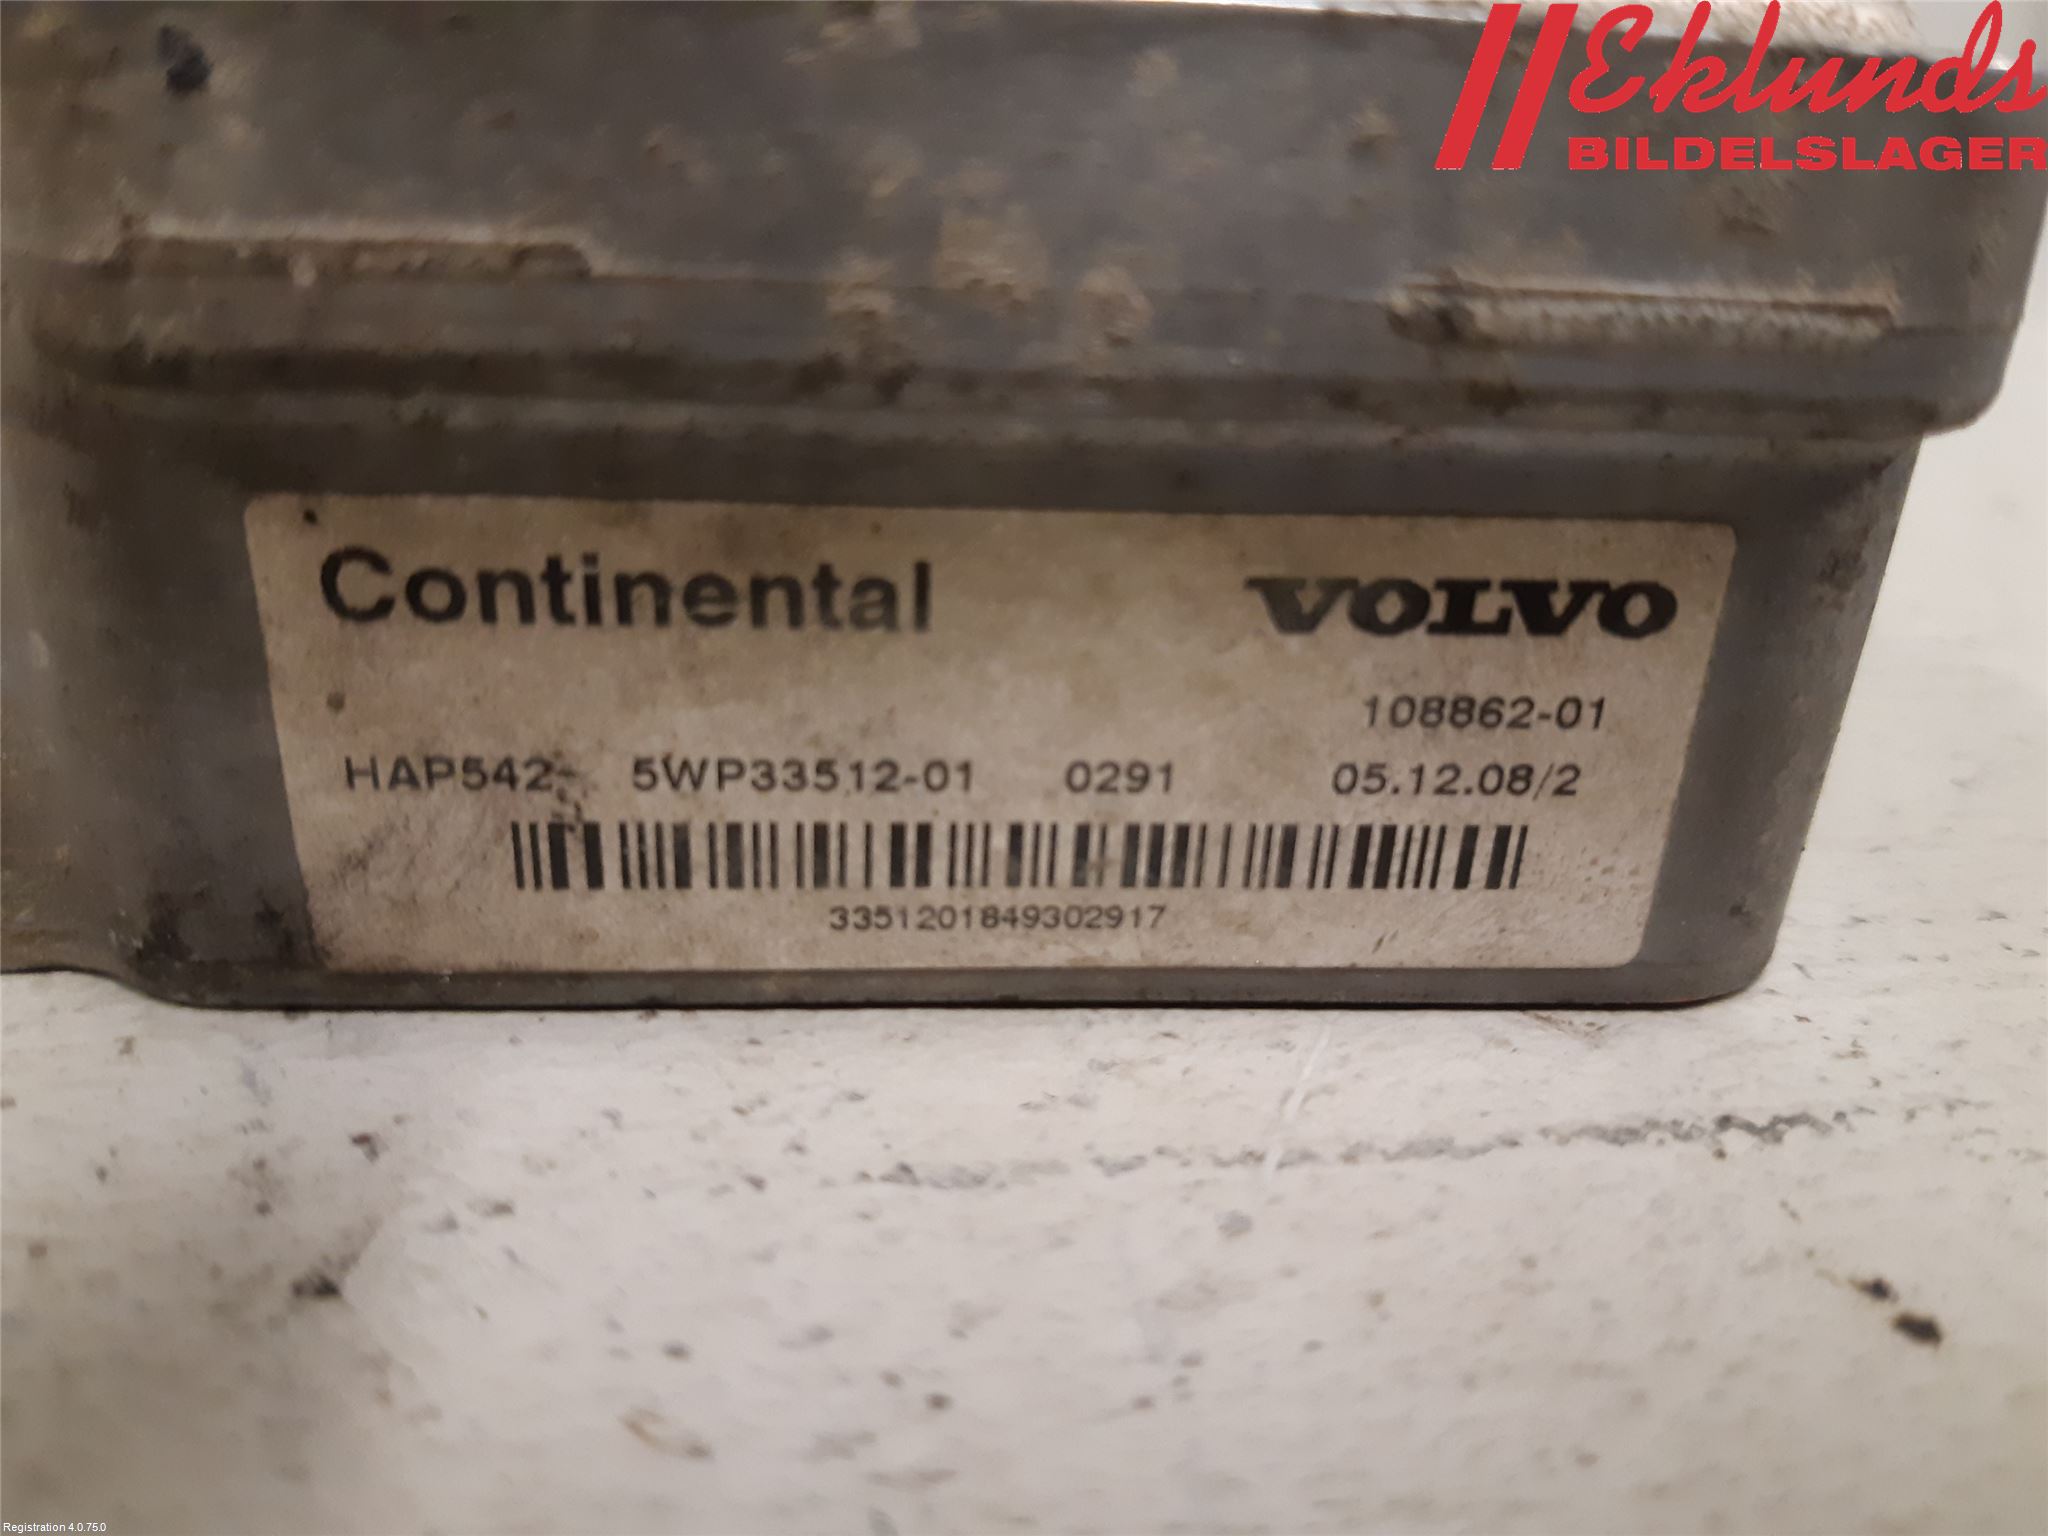 Eklunds
BILDELSLAGER
Continental VOLVO
108862-01
HAP542- 5WP33512-01 0291 05.12.08/2
3351201849302917
Registration 4.0.75.0